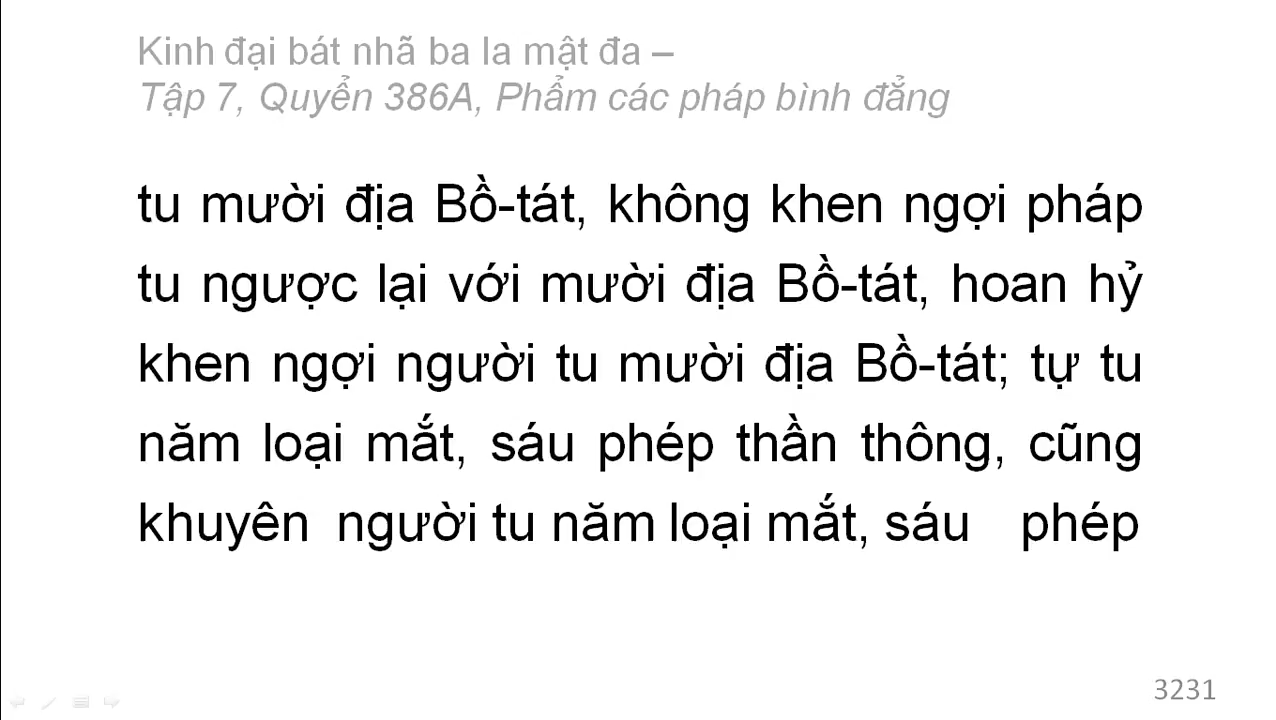 Kinh đại bát nhã ba la mật đa –
Tập 7, Quyển 386A, Phẩm các pháp bình đẳng
tu mười địa Bồ-tát, không khen ngợi pháp
tu ngược lại với mười địa Bồ-tát, hoan hỷ
khen ngợi người tu mười địa Bồ-tát; tự tu
năm loại mắt, sáu phép thần thông, cũng
khuyên người tu năm loại mắt, sáu phép
3231